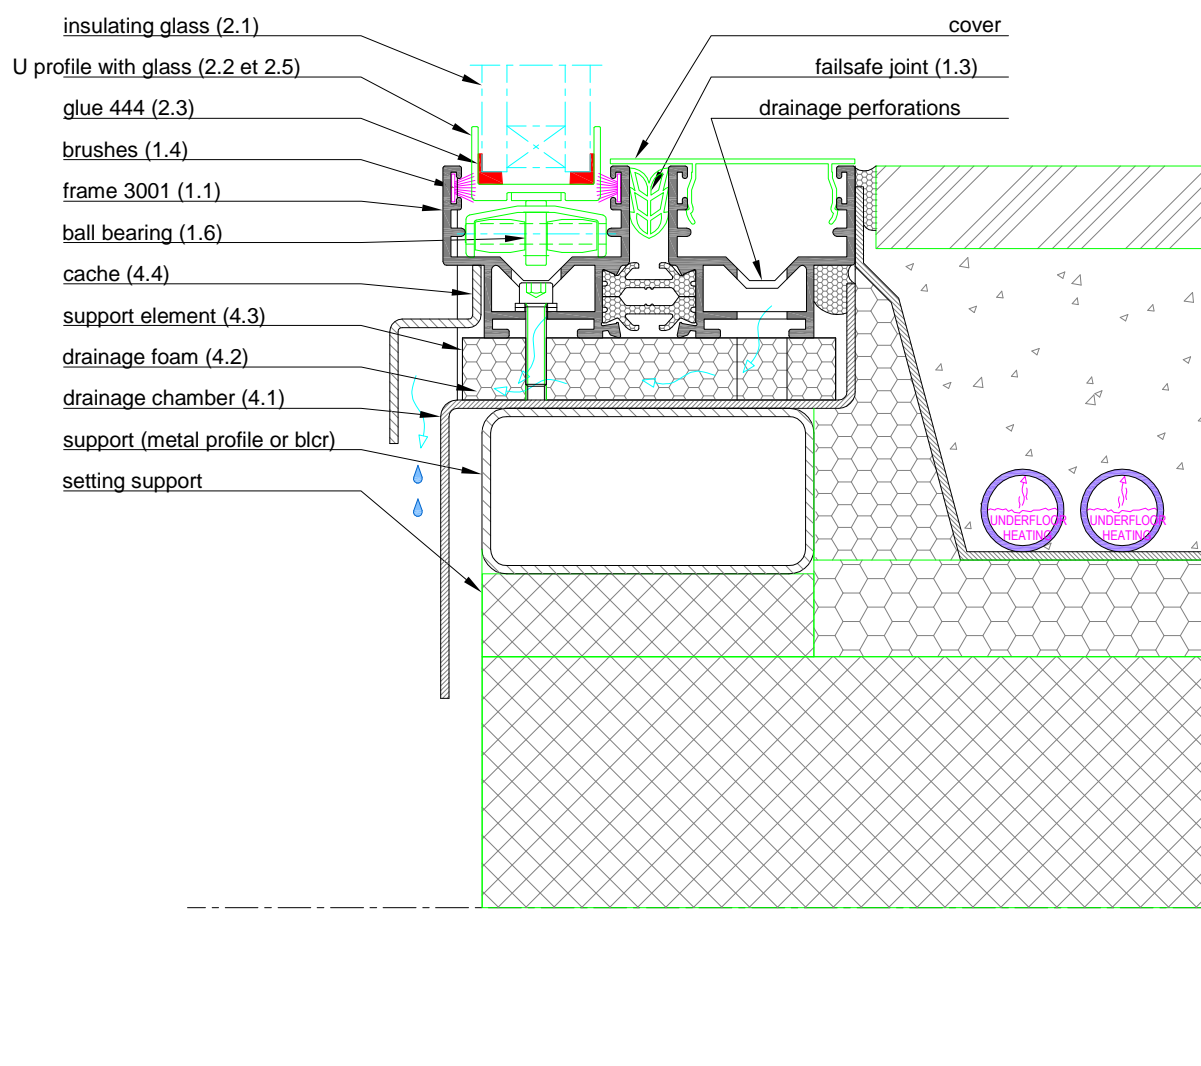 insulating glass (2.1)
U profile with glass (2.2 et 2.5)
glue 444 (2.3)
brushes (1.4)
frame 3001 (1.1)
ball bearing (1.6)
cache (4.4)
support element (4.3)
drainage foam (4.2)
drainage chamber (4.1)
support (metal profile or blcr)
setting support
cover
failsafe joint (1.3)
drainage perforations
UNDERFLOOR
HEATING
UNDERFLOOR
HEATING